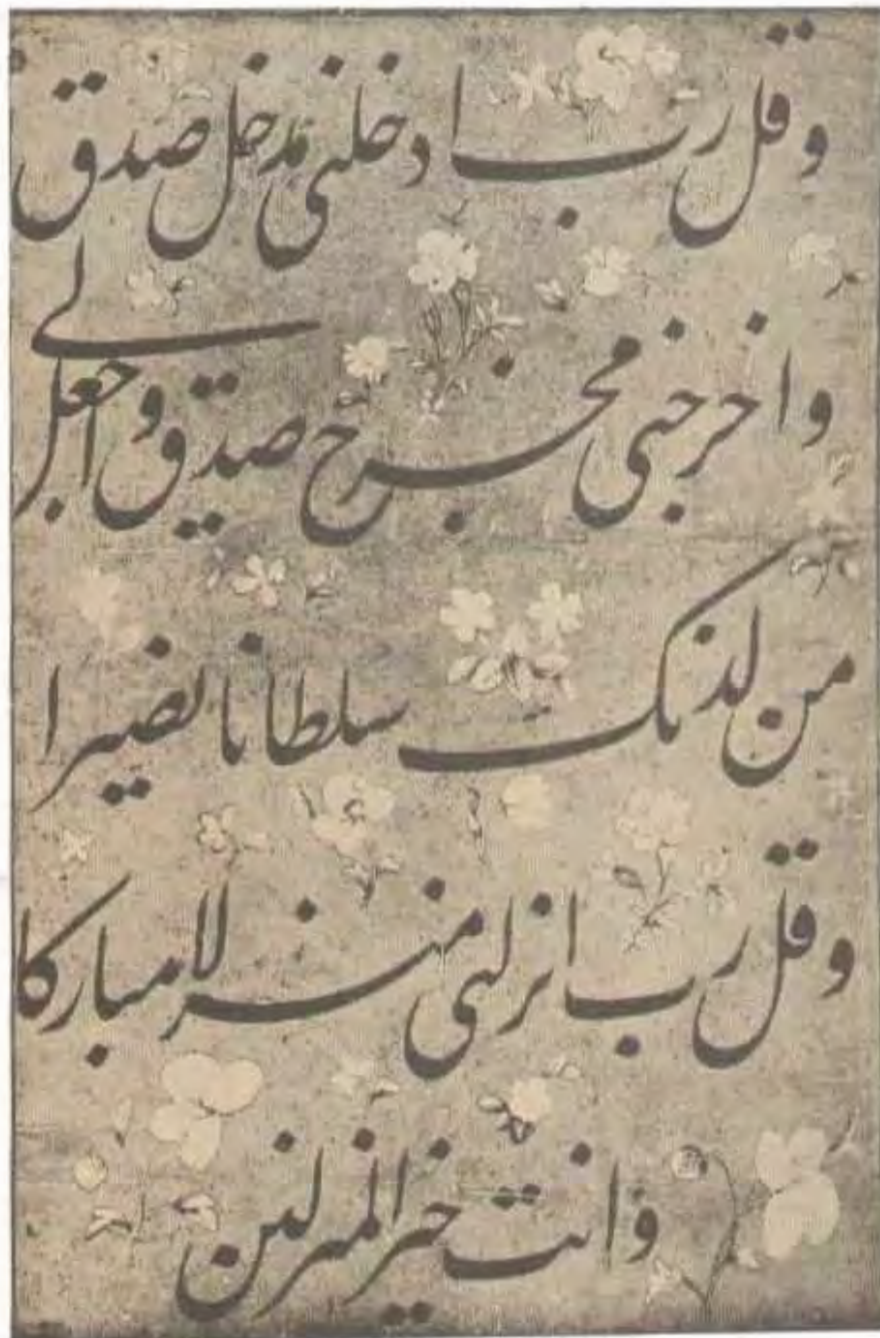 وقل رب ادخلنی مدخل صدق
واخرجنی مخرج صدق واجعل لی
من لدنک سلطانا نصیرا
وقل رب انزلنی منزلا مبارکا
وانت خیر المنزلین